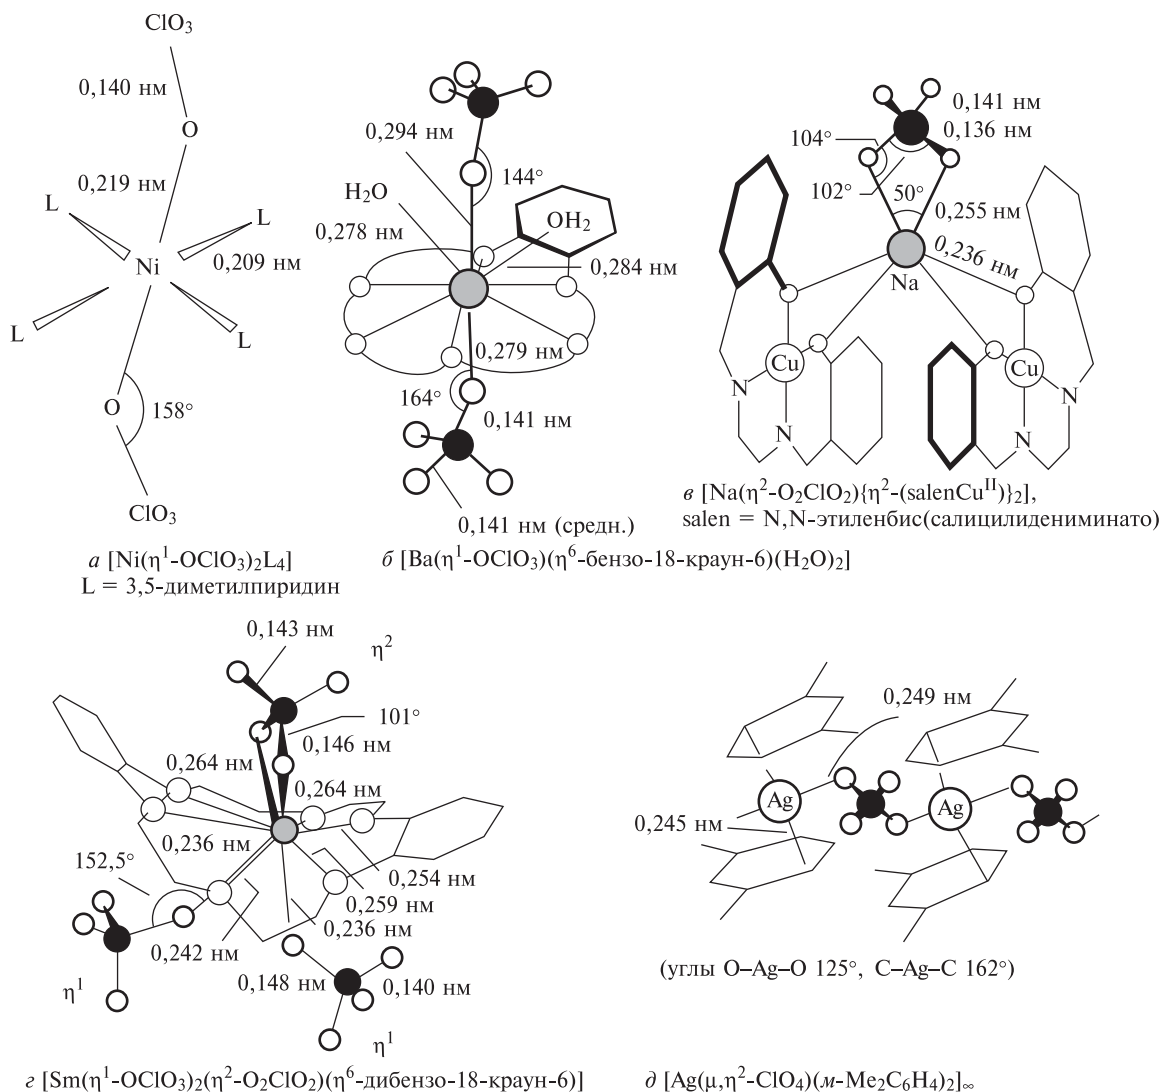 ClO₃
0,140 нм
O
0,219 нм
L
L
Ni
0,209 нм
L
L
O
158°
ClO₃
а [Ni(η¹-OClO₃)₂L₄]
L = 3,5-диметилпиридин
0,294 нм
144°
H₂O
OH₂
0,278 нм
0,284 нм
0,279 нм
164°
0,141 нм
0,141 нм (средн.)
б [Ba(η¹-OClO₃)(η⁶-бензо-18-краун-6)(H₂O)₂]
0,141 нм
104°
0,136 нм
102°
50°
0,255 нм
0,236 нм
Na
Cu
Cu
N
N
N
N
в [Na(η²-O₂ClO₂){η²-(salenCuᴵᴵ)}₂],
salen = N,N-этиленбис(салицилидениминато)
0,143 нм
η²
101°
0,146 нм
0,264 нм
0,264 нм
0,236 нм
152,5°
0,254 нм
0,259 нм
0,236 нм
0,242 нм
0,148 нм
0,140 нм
η¹
η¹
г [Sm(η¹-OClO₃)₂(η²-O₂ClO₂)(η⁶-дибензо-18-краун-6)]
0,249 нм
Ag
Ag
0,245 нм
(углы O–Ag–O 125°, C–Ag–C 162°)
д [Ag(μ,η²-ClO₄)(м-Me₂C₆H₄)₂]∞